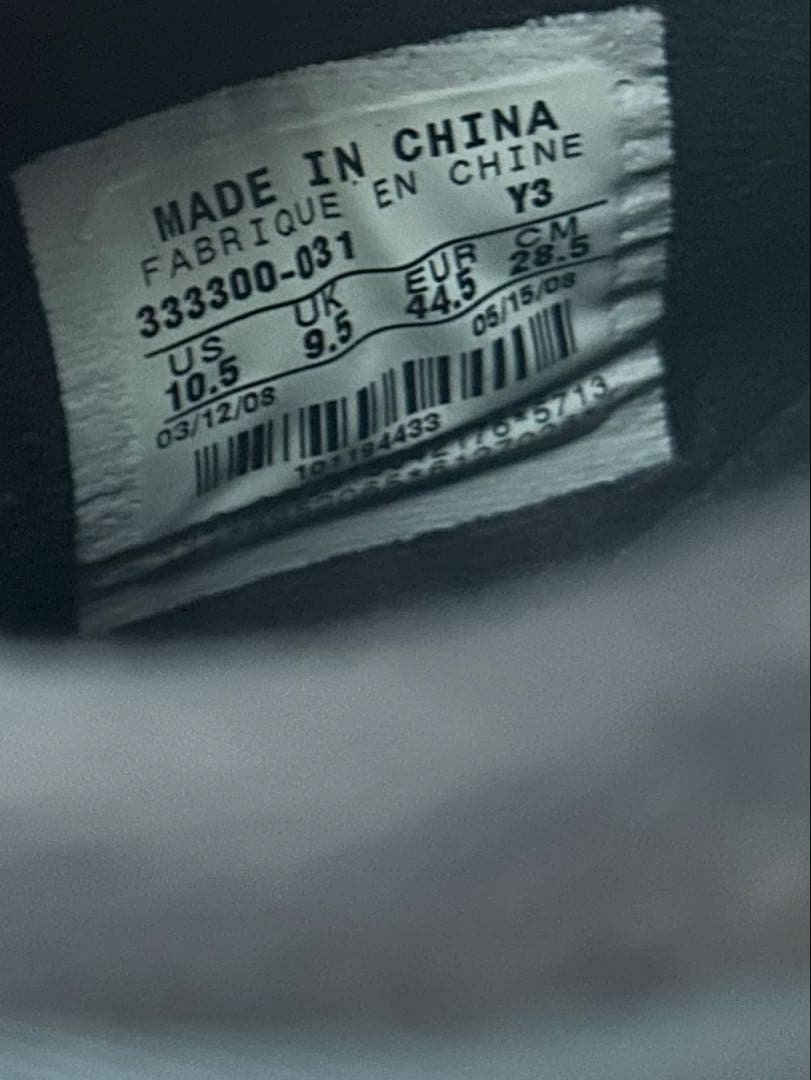 MADE IN CHINA
FABRIQUE EN CHINE
333300-031 Y3
US UK EUR CM
10.5 9.5 44.5 28.5
03/12/08 05/15/08
101194433